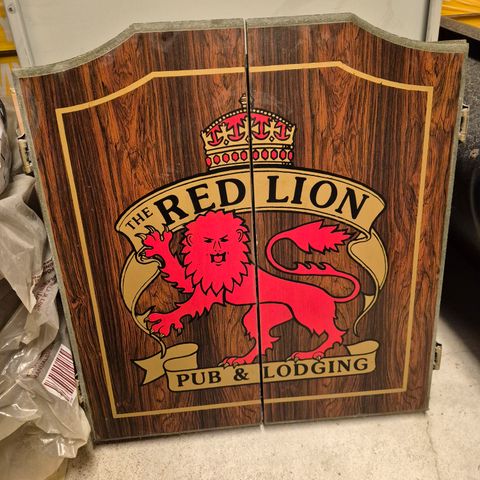 THE RED LION
PUB & LODGING